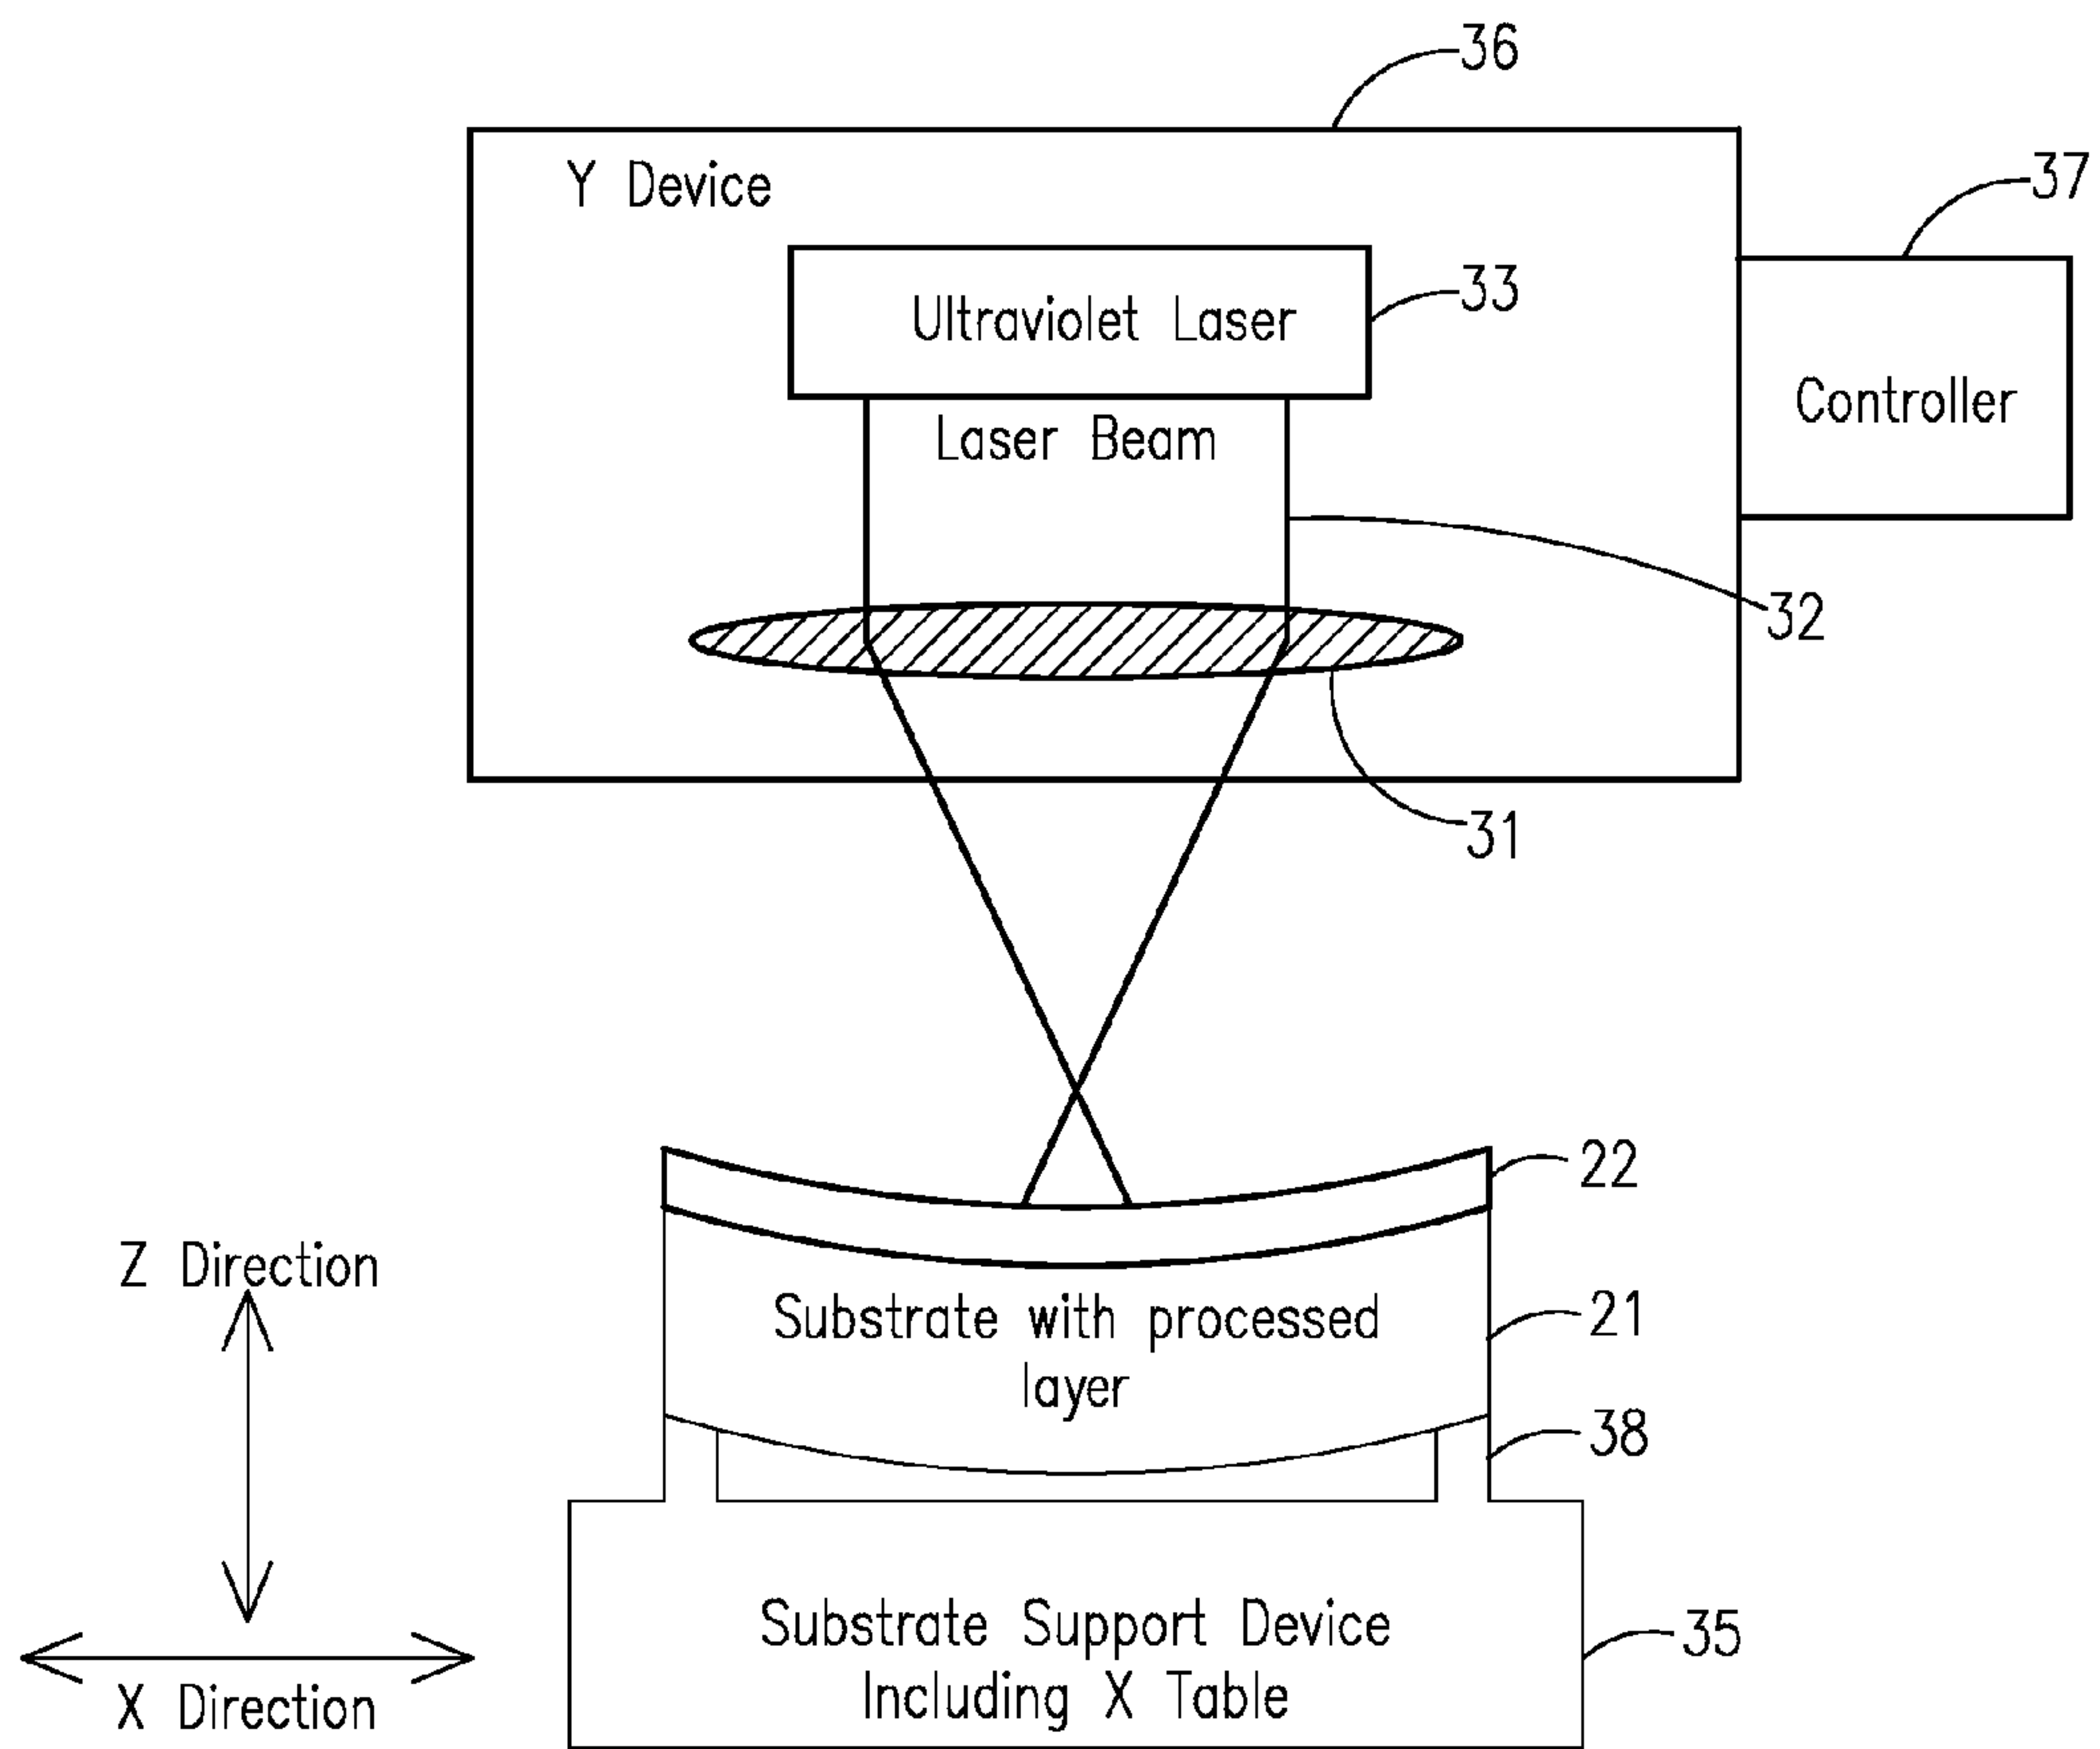 36
Y Device
37
Ultraviolet Laser
33
Controller
Laser Beam
32
31
22
Z Direction
21
Substrate with processed
layer
38
Substrate Support Device
35
Including X Table
X Direction